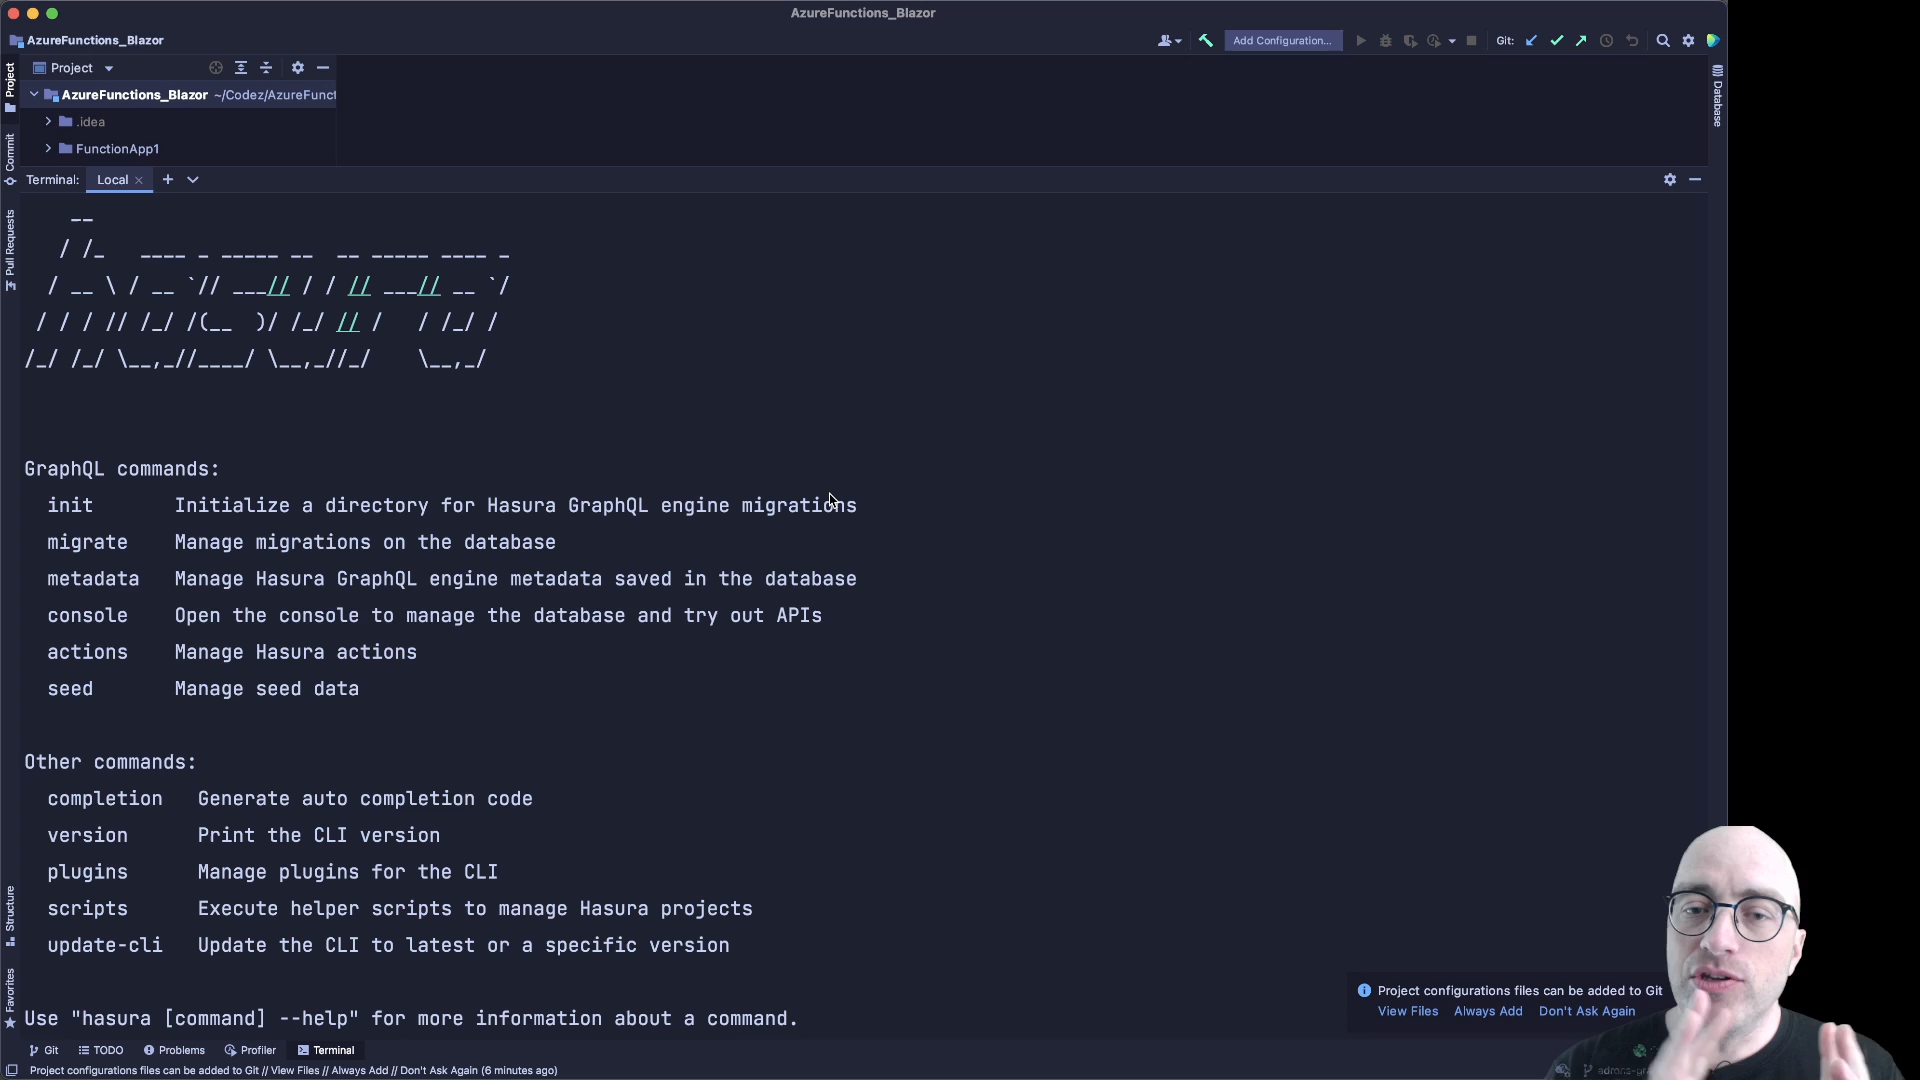 AzureFunctions_Blazor
AzureFunctions_Blazor
Add Configuration...
Git:
Project
AzureFunctions_Blazor ~/Codez/AzureFunct
.idea
FunctionApp1
Project
Commit
Pull Requests
Structure
Favorites
Database
Terminal: Local
GraphQL commands:
init Initialize a directory for Hasura GraphQL engine migrations
migrate Manage migrations on the database
metadata Manage Hasura GraphQL engine metadata saved in the database
console Open the console to manage the database and try out APIs
actions Manage Hasura actions
seed Manage seed data
Other commands:
completion Generate auto completion code
version Print the CLI version
plugins Manage plugins for the CLI
scripts Execute helper scripts to manage Hasura projects
update-cli Update the CLI to latest or a specific version
Use "hasura [command] --help" for more information about a command.
Project configurations files can be added to Git
View Files Always Add Don't Ask Again
Git TODO Problems Profiler Terminal
Project configurations files can be added to Git // View Files // Always Add // Don't Ask Again (6 minutes ago)